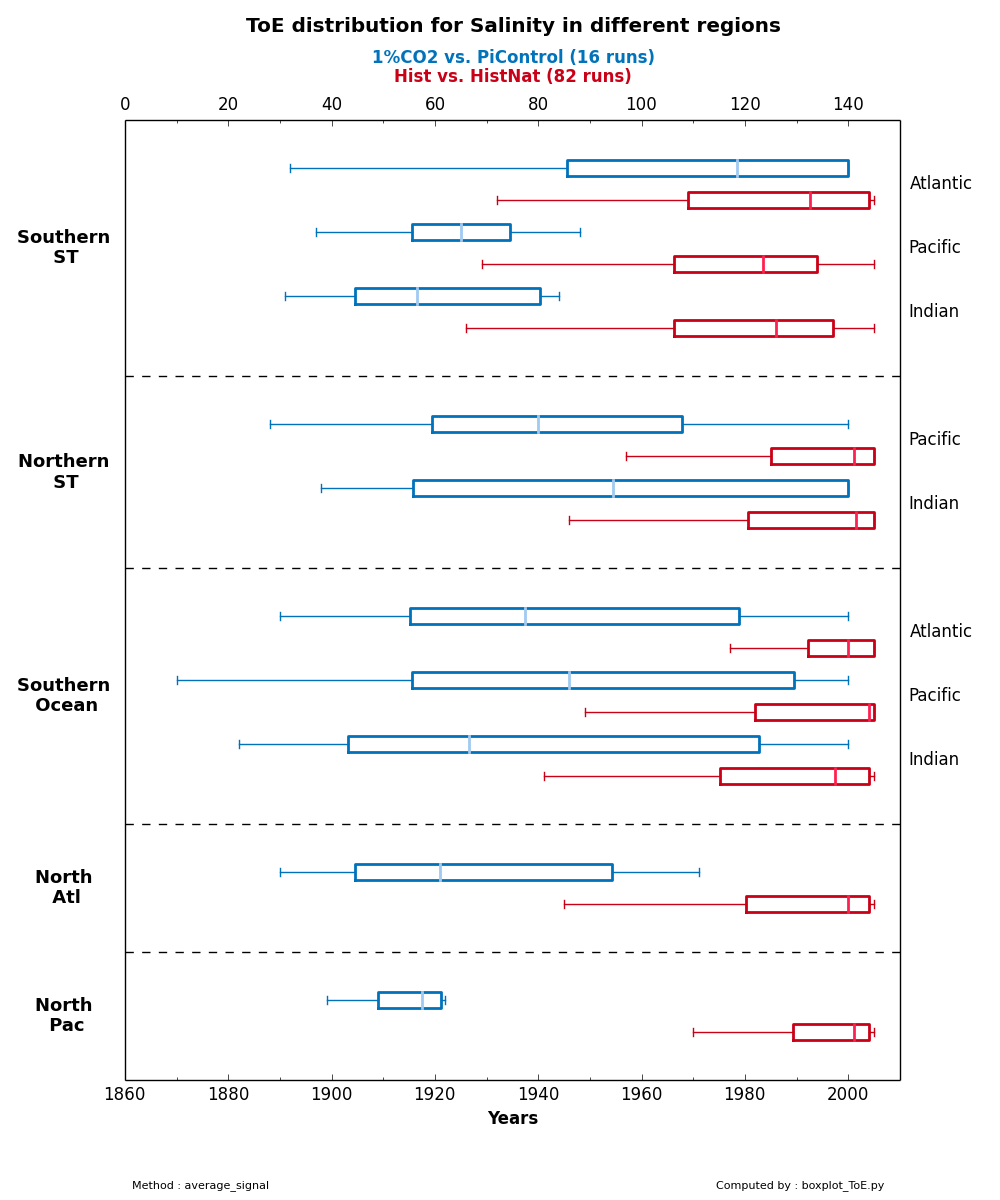 ToE distribution for Salinity in different regions
1%CO2 vs. PiControl (16 runs)
Hist vs. HistNat (82 runs)
0 20 40 60 80 100 120 140
Atlantic
Southern
ST
Pacific
Indian
Northern
ST
Pacific
Indian
Southern
Ocean
Atlantic
Pacific
Indian
North
Atl
North
Pac
1860 1880 1900 1920 1940 1960 1980 2000
Years
Method : average_signal
Computed by : boxplot_ToE.py